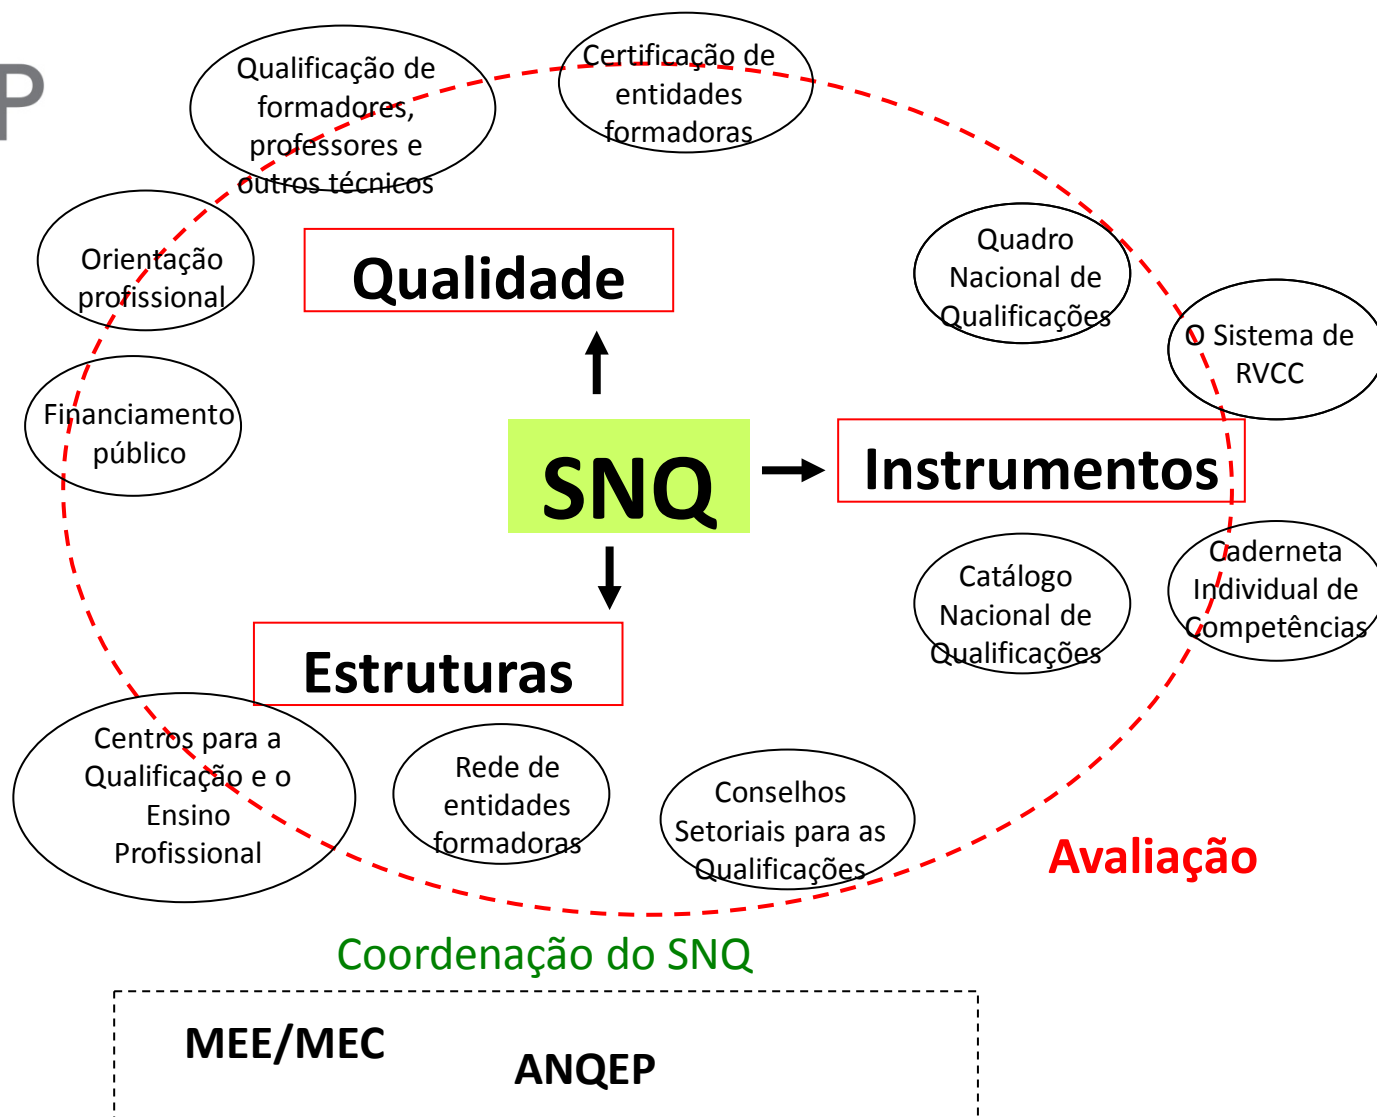 P
Qualificação de
formadores,
professores e
outros técnicos
Certificação de
entidades
formadoras
Orientação
profissional
Qualidade
Quadro
Nacional de
Qualificações
O Sistema de
RVCC
Financiamento
público
SNQ
Instrumentos
Catálogo
Nacional de
Qualificações
Caderneta
Individual de
Competências
Estruturas
Centros para a
Qualificação e o
Ensino
Profissional
Rede de
entidades
formadoras
Conselhos
Setoriais para as
Qualificações
Avaliação
Coordenação do SNQ
MEE/MEC
ANQEP